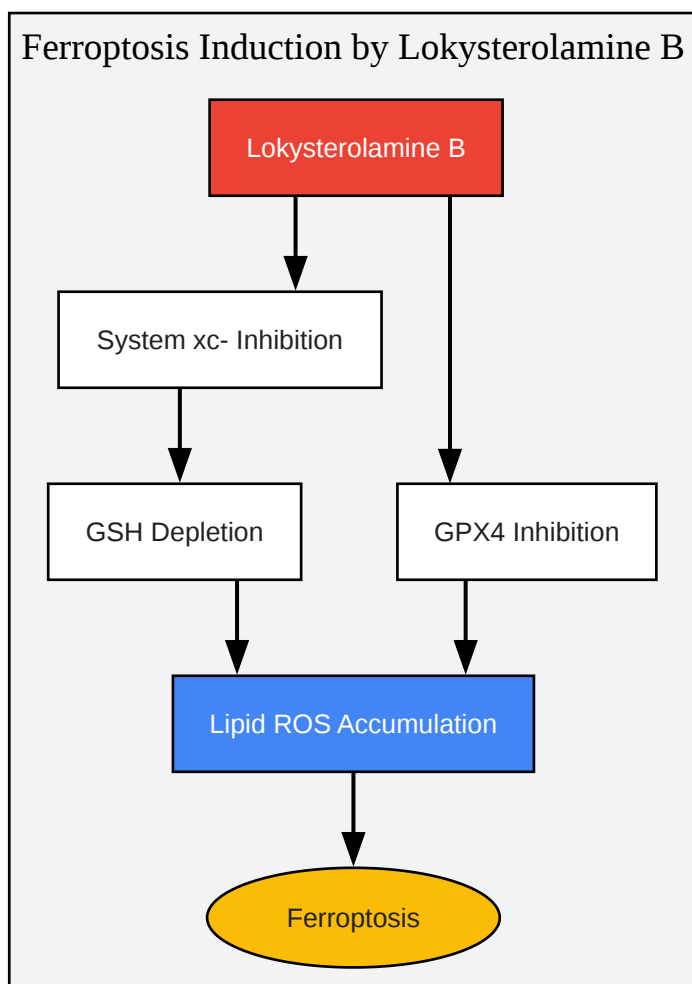 Ferroptosis Induction by Lokysterolamine B
Lokysterolamine B
System xc- Inhibition
GSH Depletion
GPX4 Inhibition
Lipid ROS Accumulation
Ferroptosis